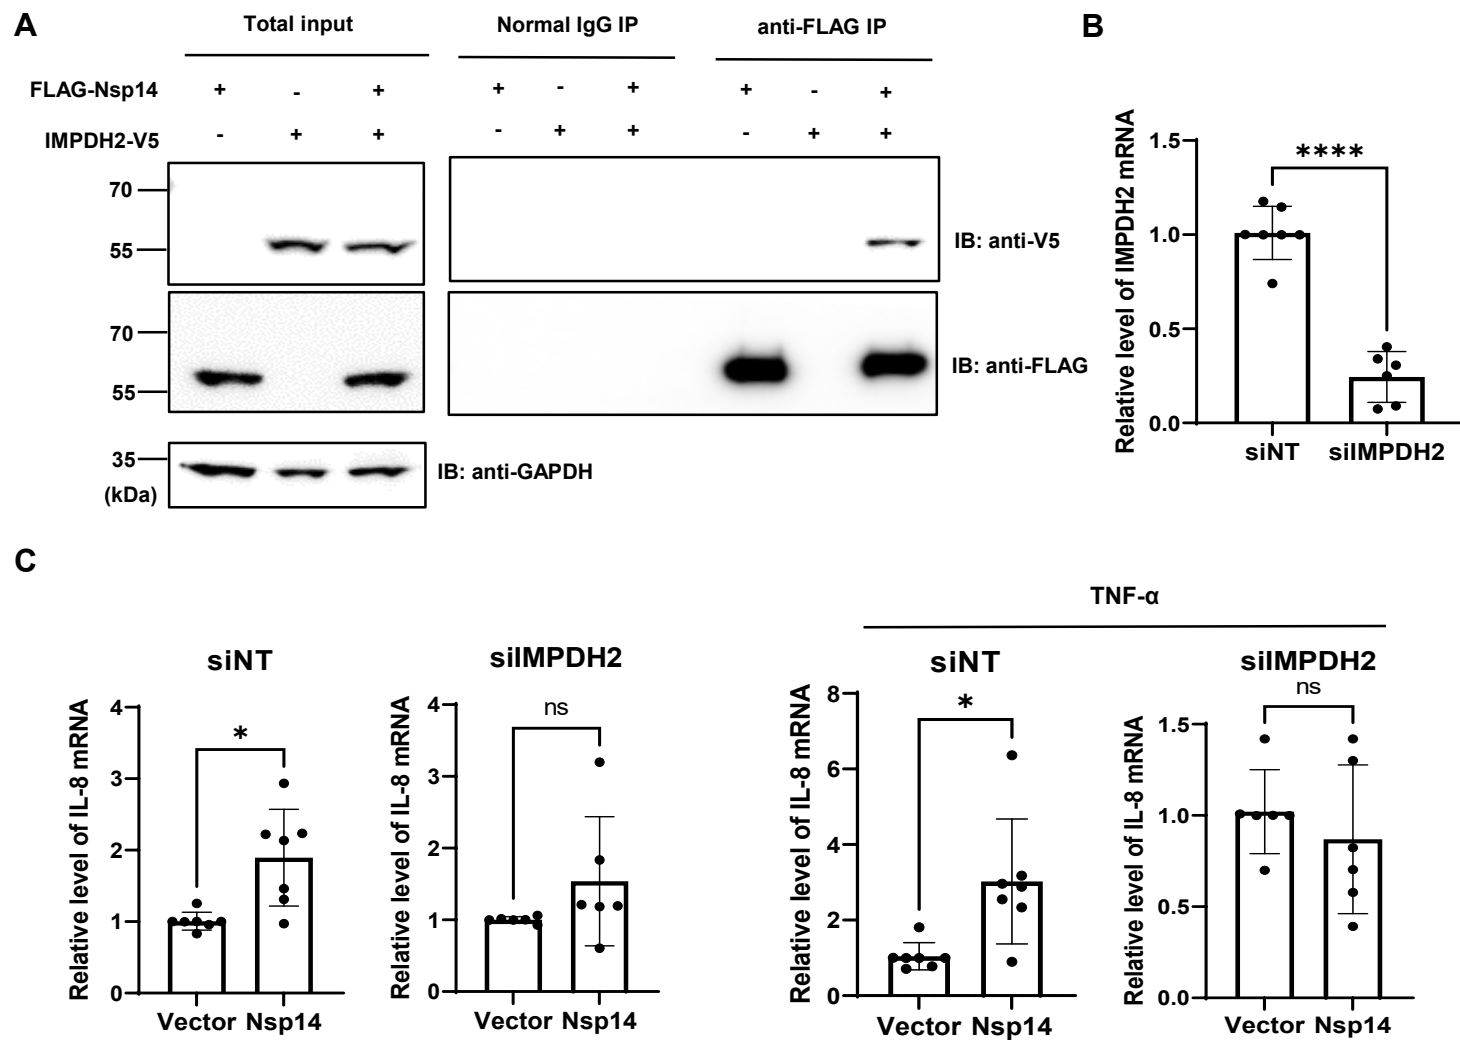 A
Total input
Normal IgG IP
anti-FLAG IP
FLAG-Nsp14 + - + + - + + - +
IMPDH2-V5 - + + - + + - + +
70
55
IB: anti-V5
70
55
IB: anti-FLAG
35
(kDa)
IB: anti-GAPDH
B
Relative level of IMPDH2 mRNA
1.5
1.0
0.5
0.0
****
siNT siIMPDH2
C
siNT
Relative level of IL-8 mRNA
4
3
2
1
0
*
Vector Nsp14
siIMPDH2
Relative level of IL-8 mRNA
4
3
2
1
0
ns
Vector Nsp14
TNF-α
siNT
Relative level of IL-8 mRNA
8
6
4
2
0
*
Vector Nsp14
siIMPDH2
Relative level of IL-8 mRNA
1.5
1.0
0.5
0.0
ns
Vector Nsp14